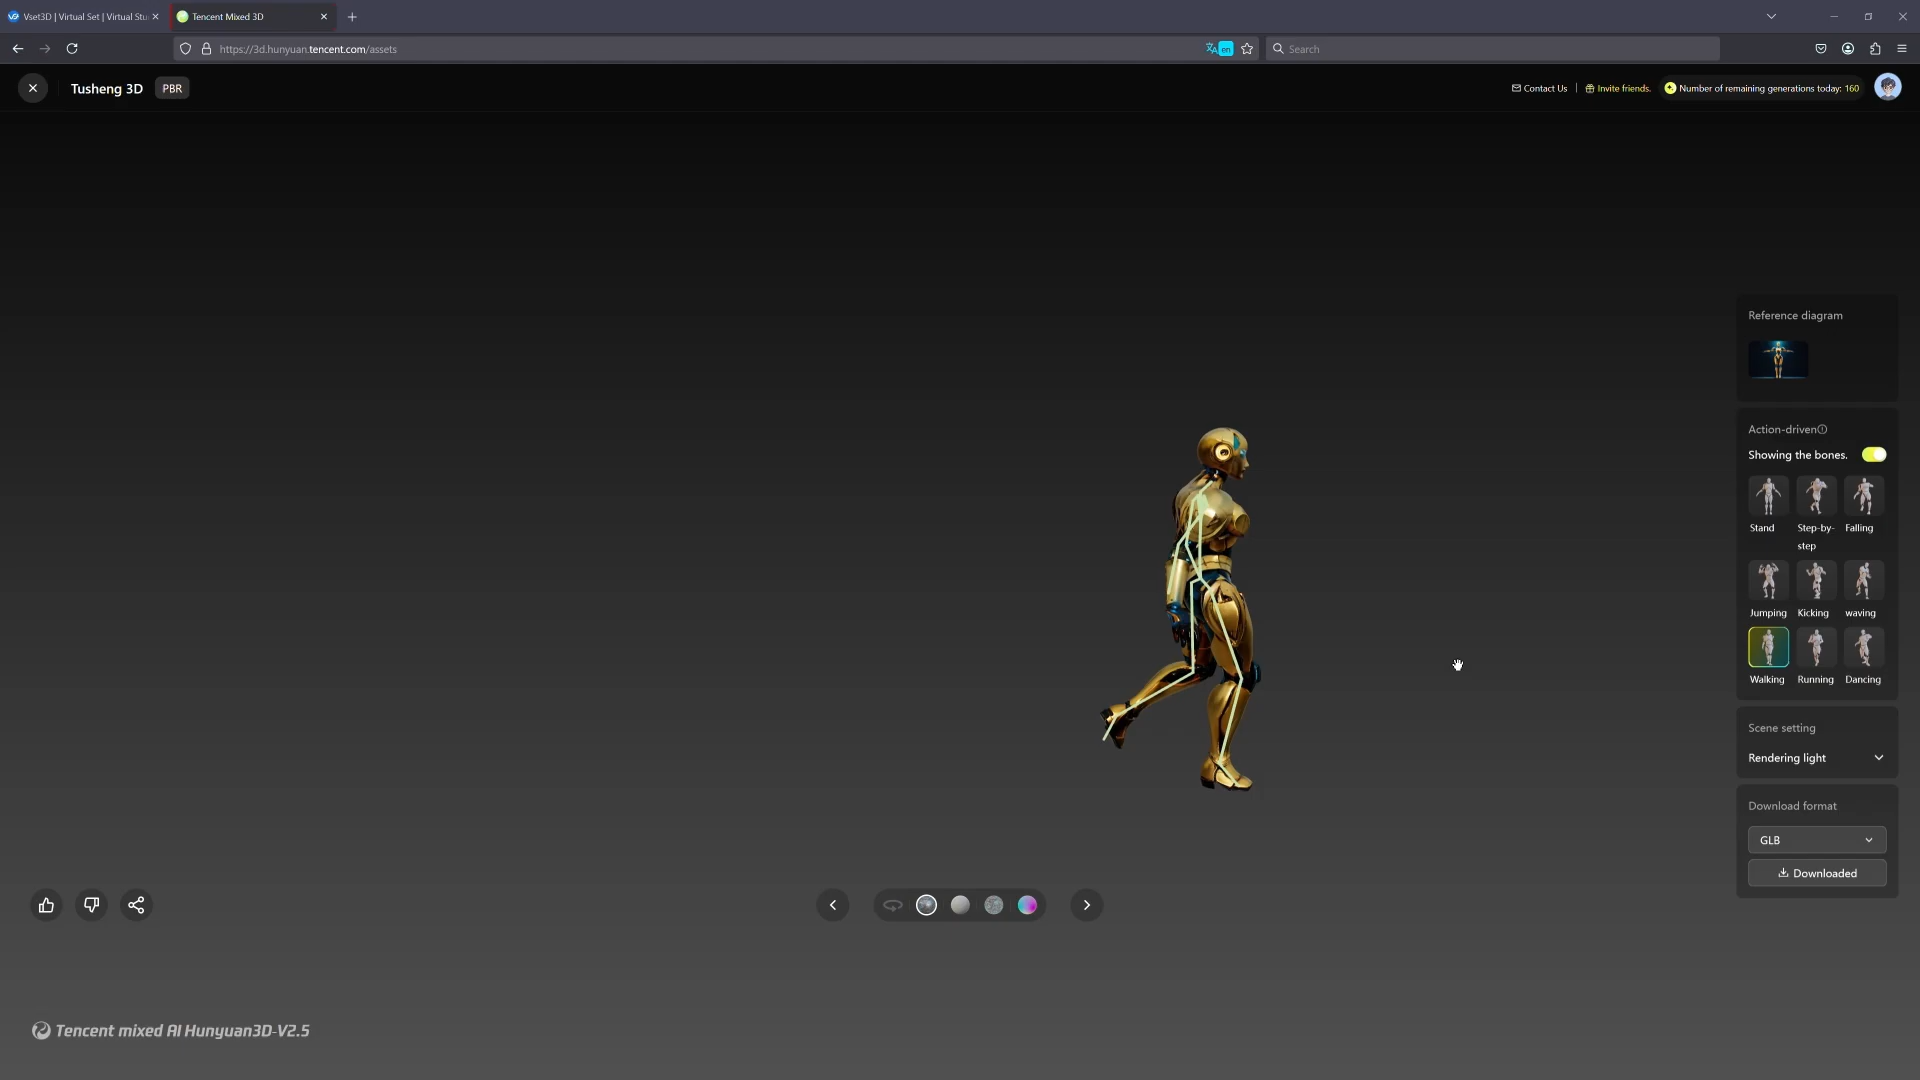 Vset3D | Virtual Set | Virtual Stu
Tencent Mixed 3D
https://3d.hunyuan.tencent.com/assets
en
Search
Tusheng 3D
PBR
Contact Us
Invite friends.
Number of remaining generations today: 160
Reference diagram
Action-driven
Showing the bones.
Stand
Step-by-
step
Falling
Jumping
Kicking
waving
Walking
Running
Dancing
Scene setting
Rendering light
Download format
GLB
Downloaded
Tencent mixed AI Hunyuan3D-V2.5